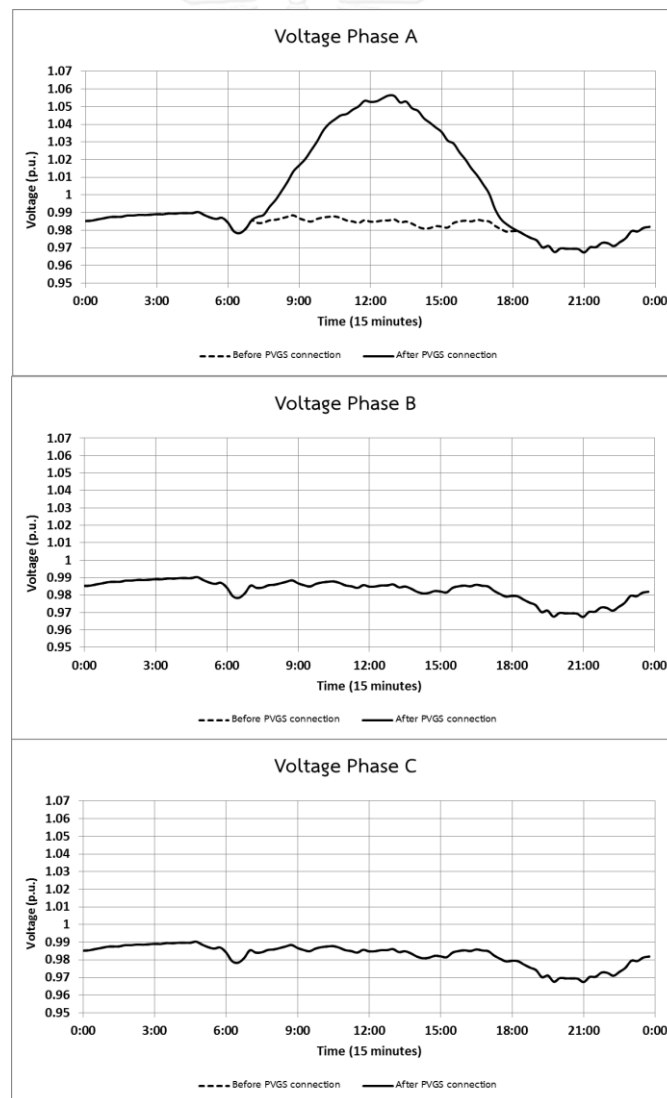 Voltage Phase A
1.07
1.06
1.05
1.04
1.03
1.02
1.01
1
0.99
0.98
0.97
0.96
0.95
Voltage (p.u.)
0:00 3:00 6:00 9:00 12:00 15:00 18:00 21:00 0:00
Time (15 minutes)
Before PVGS connection After PVGS connection
Voltage Phase B
1.07
1.06
1.05
1.04
1.03
1.02
1.01
1
0.99
0.98
0.97
0.96
0.95
Voltage (p.u.)
0:00 3:00 6:00 9:00 12:00 15:00 18:00 21:00 0:00
Time (15 minutes)
Before PVGS connection After PVGS connection
Voltage Phase C
1.07
1.06
1.05
1.04
1.03
1.02
1.01
1
0.99
0.98
0.97
0.96
0.95
Voltage (p.u.)
0:00 3:00 6:00 9:00 12:00 15:00 18:00 21:00 0:00
Time (15 minutes)
Before PVGS connection After PVGS connection